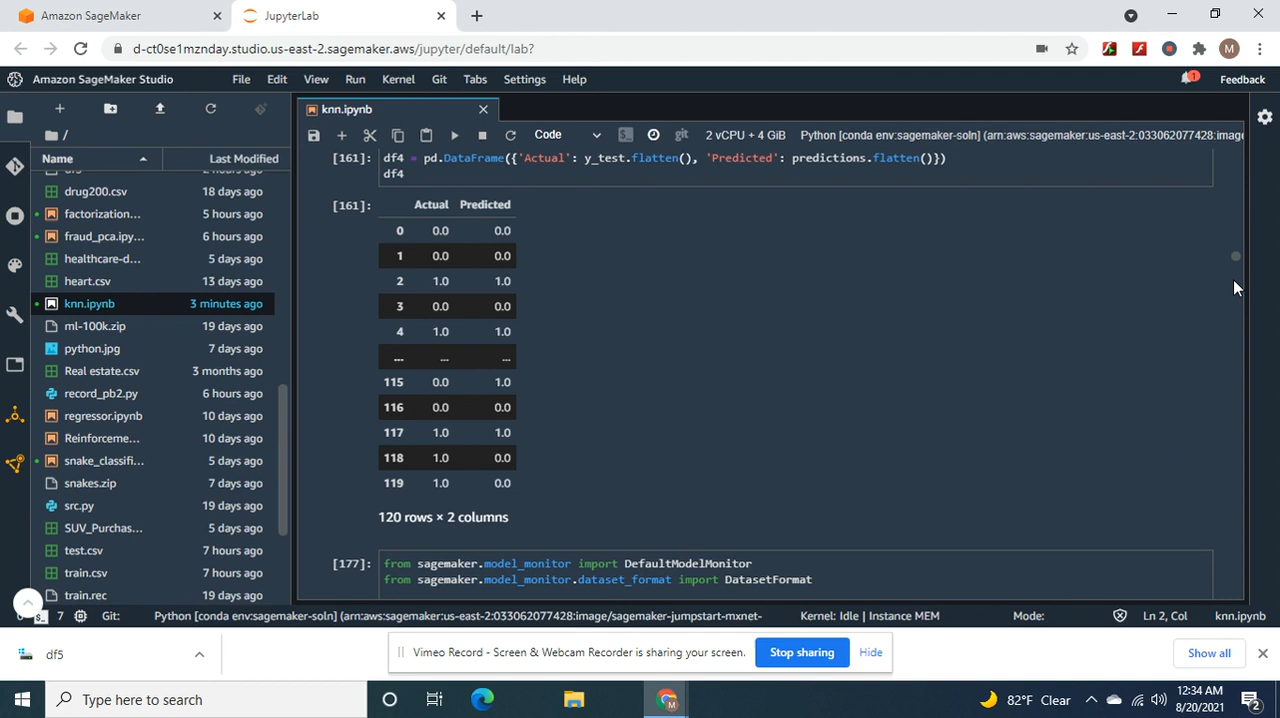 Amazon SageMaker
JupyterLab
d-ct0se1mznday.studio.us-east-2.sagemaker.aws/jupyter/default/lab?
M
Amazon SageMaker Studio File Edit View Run Kernel Git Tabs Settings Help 1 Feedback
knn.ipynb
Code git 2 vCPU + 4 GiB Python [conda env:sagemaker-soln] (arn:aws:sagemaker:us-east-2:033062077428:image
/
Name Last Modified
drug200.csv 18 days ago
factorization... 5 hours ago
fraud_pca.ipy... 6 hours ago
healthcare-d... 5 days ago
heart.csv 13 days ago
knn.ipynb 3 minutes ago
ml-100k.zip 19 days ago
python.jpg 7 days ago
Real estate.csv 3 months ago
record_pb2.py 6 hours ago
regressor.ipynb 10 days ago
Reinforceme... 10 days ago
snake_classifi... 5 days ago
snakes.zip 7 days ago
src.py 19 days ago
SUV_Purchas... 5 days ago
test.csv 7 hours ago
train.csv 7 hours ago
train.rec 19 days ago
[161]: df4 = pd.DataFrame({'Actual': y_test.flatten(), 'Predicted': predictions.flatten()})
df4
[161]: Actual Predicted
0 0.0 0.0
1 0.0 0.0
2 1.0 1.0
3 0.0 0.0
4 1.0 1.0
... ... ...
115 0.0 1.0
116 0.0 0.0
117 1.0 1.0
118 1.0 0.0
119 1.0 0.0
120 rows × 2 columns
[177]: from sagemaker.model_monitor import DefaultModelMonitor
from sagemaker.model_monitor.dataset_format import DatasetFormat
7 Git: Python [conda env:sagemaker-soln] (arn:aws:sagemaker:us-east-2:033062077428:image/sagemaker-jumpstart-mxnet- Kernel: Idle | Instance MEM Mode: Ln 2, Col knn.ipynb
df5
Vimeo Record - Screen & Webcam Recorder is sharing your screen. Stop sharing Hide
Show all
Type here to search
M
82°F Clear
12:34 AM
8/20/2021
2